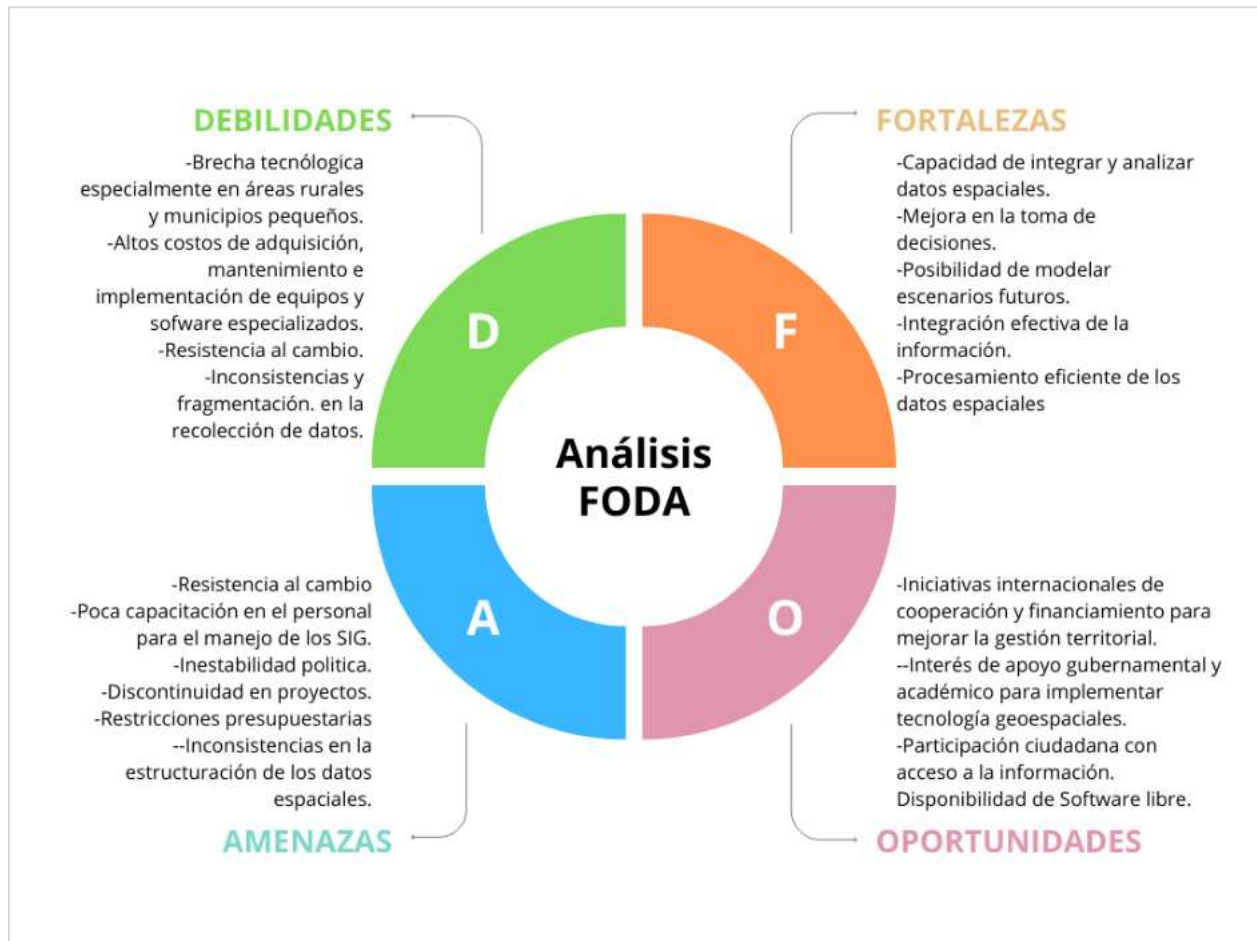 DEBILIDADES
-Brecha tecnólogica
especialmente en áreas rurales
y municipios pequeños.
-Altos costos de adquisición,
mantenimiento e
implementación de equipos y
sofware especializados.
-Resistencia al cambio.
-Inconsistencias y
fragmentación. en la
recolección de datos.
FORTALEZAS
-Capacidad de integrar y analizar
datos espaciales.
-Mejora en la toma de
decisiones.
-Posibilidad de modelar
escenarios futuros.
-Integración efectiva de la
información.
-Procesamiento eficiente de los
datos espaciales
D
F
Análisis
FODA
A
O
-Resistencia al cambio
-Poca capacitación en el personal
para el manejo de los SIG.
-Inestabilidad politica.
-Discontinuidad en proyectos.
-Restricciones presupuestarias
--Inconsistencias en la
estructuración de los datos
espaciales.
AMENAZAS
-Iniciativas internacionales de
cooperación y financiamiento para
mejorar la gestión territorial.
--Interés de apoyo gubernamental y
académico para implementar
tecnología geoespaciales.
-Participación ciudadana con
acceso a la información.
Disponibilidad de Software libre.
OPORTUNIDADES